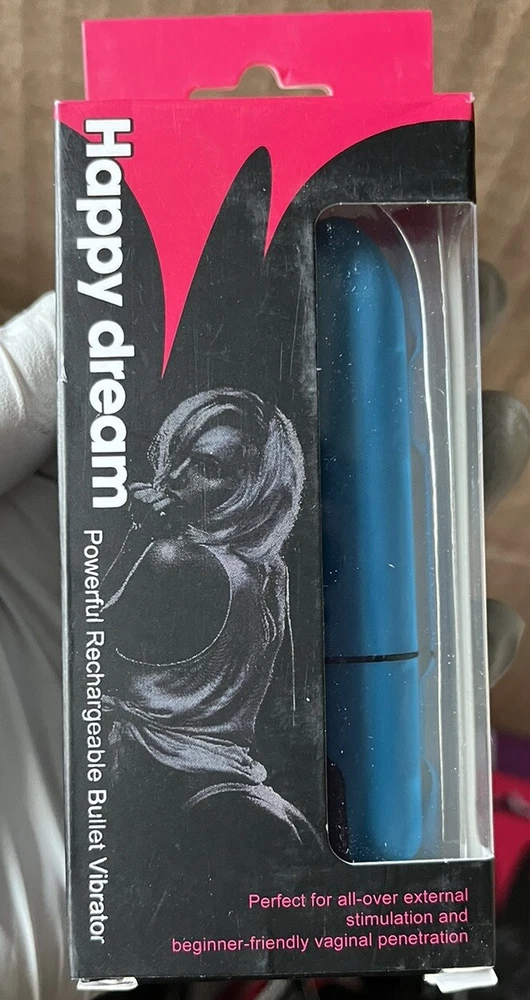 Happy dream
Powerful Rechargeable Bullet Vibrator
Perfect for all-over external
stimulation and
beginner-friendly vaginal penetration